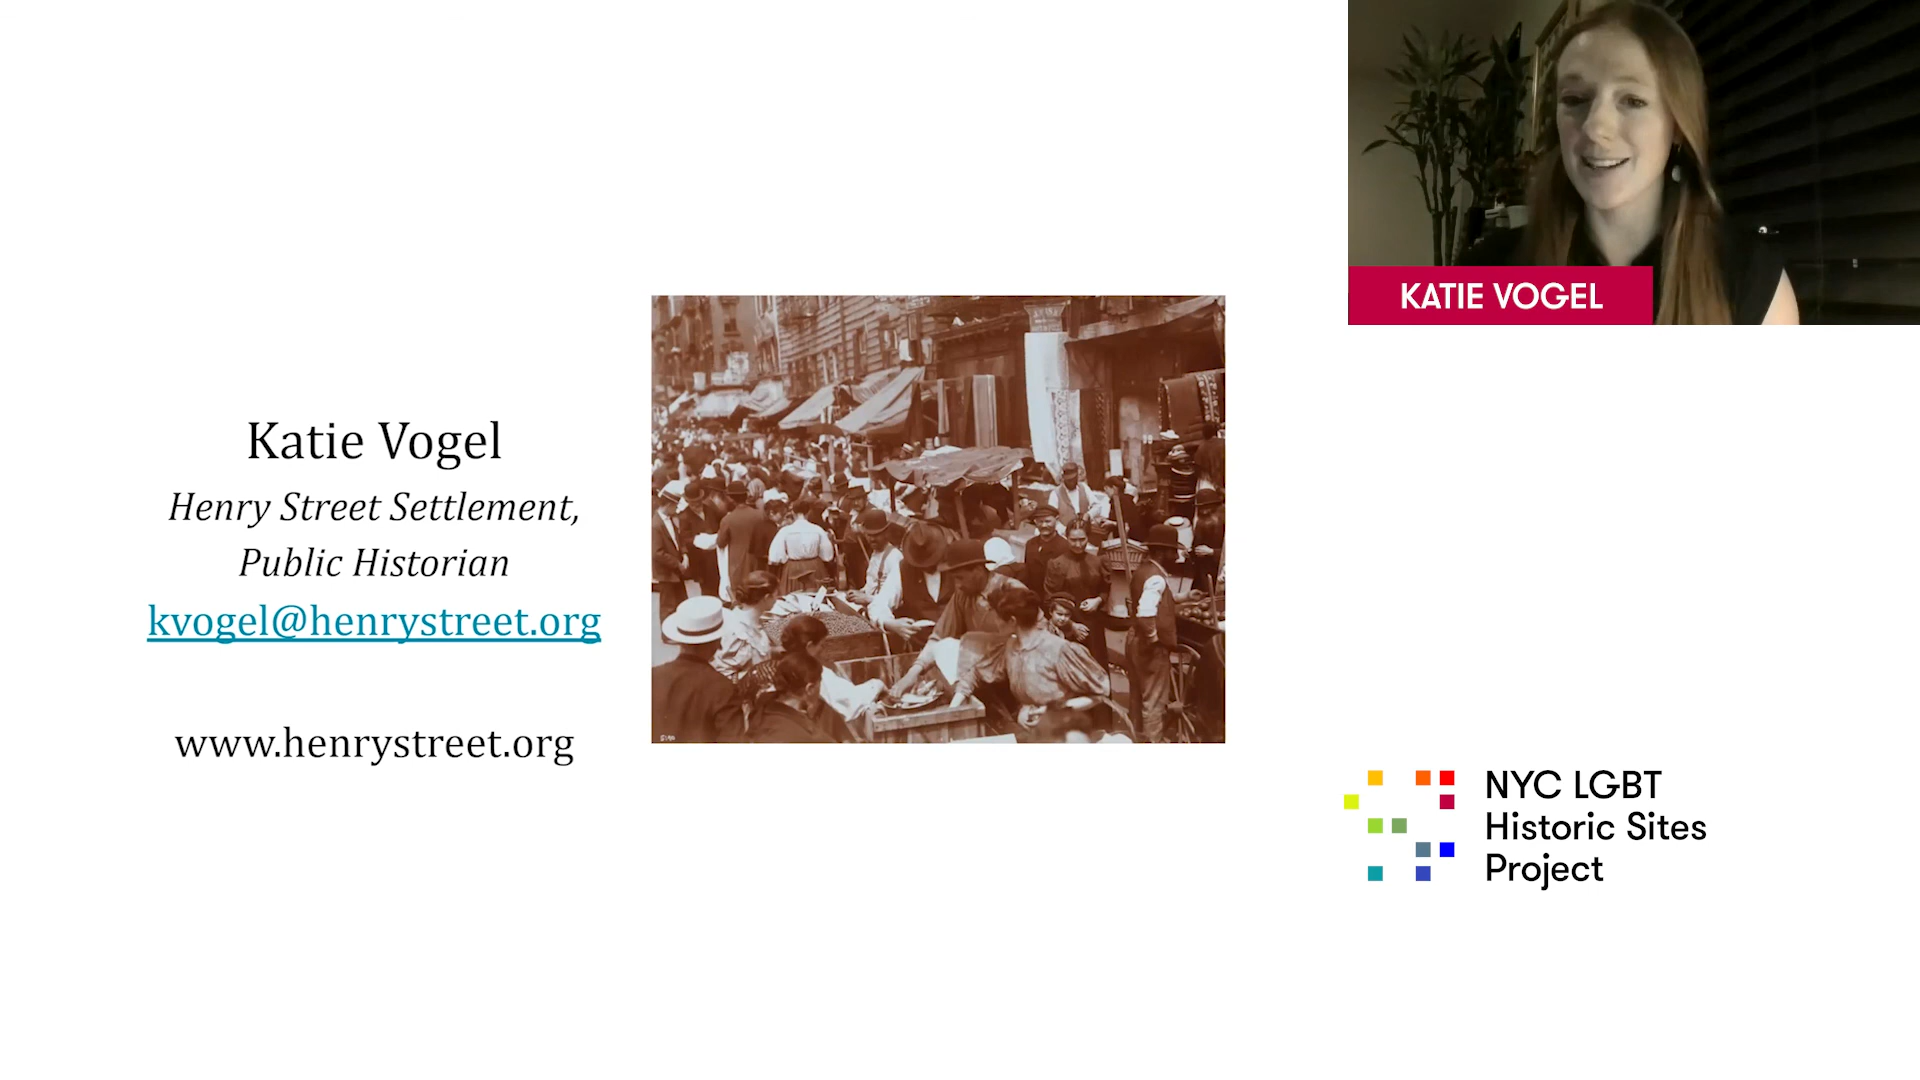 KATIE VOGEL
Katie Vogel
Henry Street Settlement,
Public Historian
kvogel@henrystreet.org
www.henrystreet.org
NYC LGBT
Historic Sites
Project